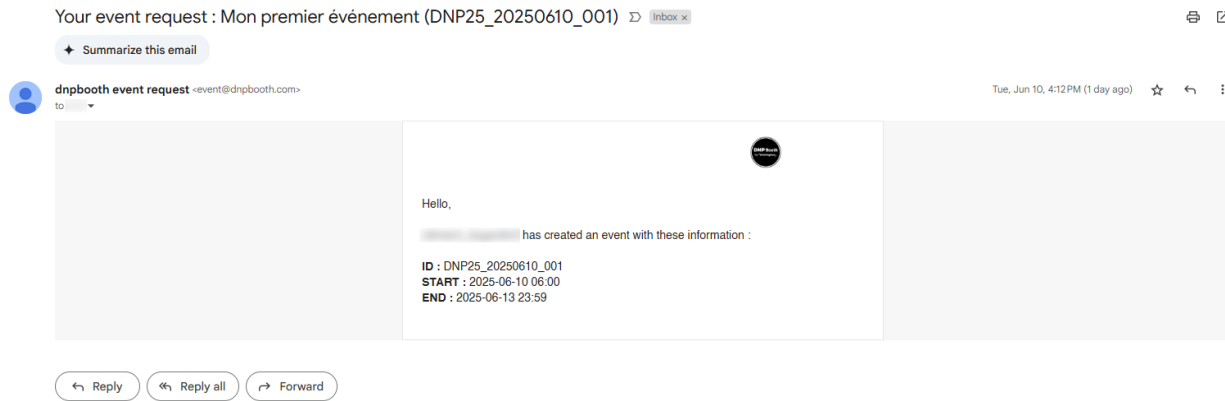 Your event request : Mon premier événement (DNP25_20250610_001) Inbox ×
Summarize this email
dnpbooth event request <event@dnpbooth.com> Tue, Jun 10, 4:12 PM (1 day ago)
to
DNP Booth
Hello,
has created an event with these information :
ID : DNP25_20250610_001
START : 2025-06-10 06:00
END : 2025-06-13 23:59
Reply Reply all Forward